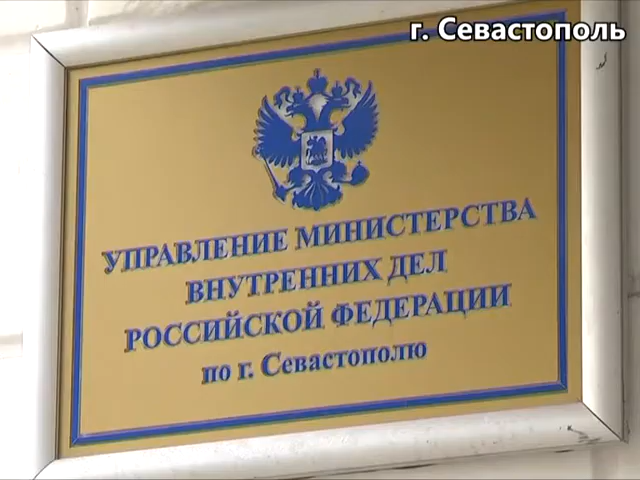 г. Севастополь
УПРАВЛЕНИЕ МИНИСТЕРСТВА
ВНУТРЕННИХ ДЕЛ
РОССИЙСКОЙ ФЕДЕРАЦИИ
по г. Севастополю